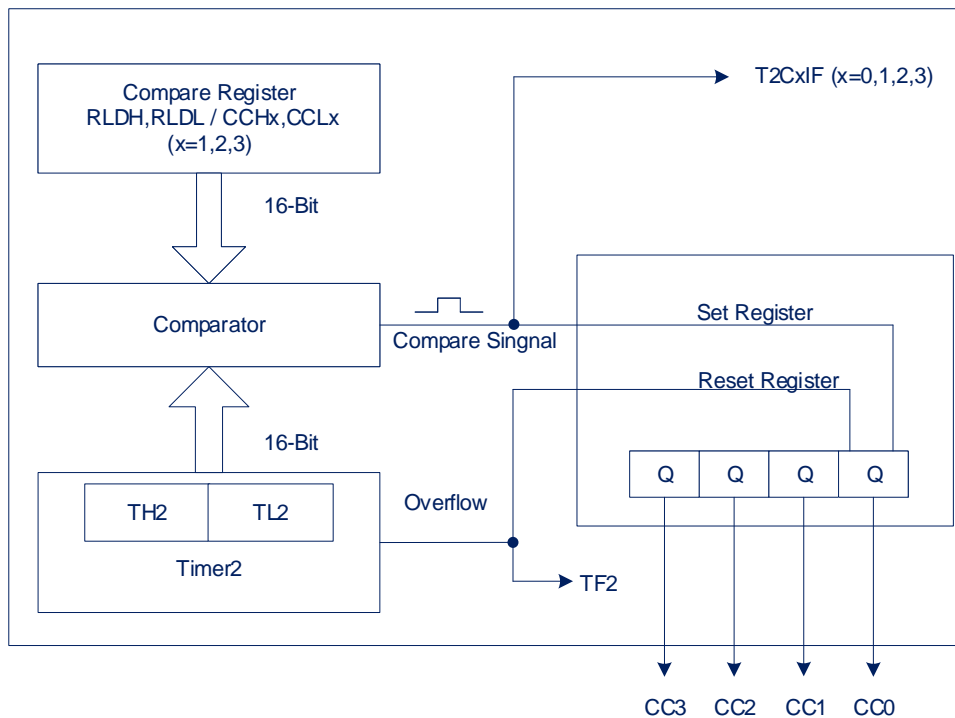 Compare Register
RLDH,RLDL / CCHx,CCLx
(x=1,2,3)
T2CxIF (x=0,1,2,3)
16-Bit
Comparator
Compare Singnal
Set Register
Reset Register
16-Bit
TH2
TL2
Timer2
Overflow
Q
Q
Q
Q
TF2
CC3
CC2
CC1
CC0